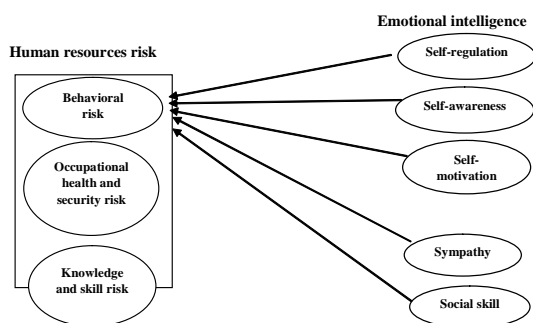 Emotional intelligence
Human resources risk
Self-regulation
Behavioral
risk
Self-awareness
Occupational
health and
security risk
Self-
motivation
Sympathy
Knowledge
and skill risk
Social skill